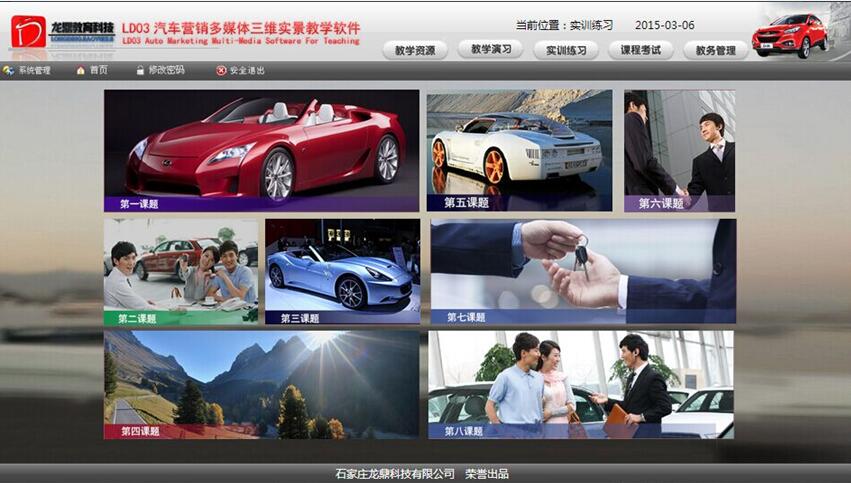 龙鼎教育科技
LONGDINGJIAOYUKEJI
LD03 汽车营销多媒体三维实景教学软件
LD03 Auto Marketing Multi-Media Software For Teaching
当前位置：实训练习 2015-03-06
教学资源 教学演习 实训练习 课程考试 教务管理
系统管理 首页 修改密码 安全退出
第一课题
第五课题
第六课题
第二课题
第三课题
第七课题
第四课题
第八课题
石家庄龙鼎科技有限公司 荣誉出品